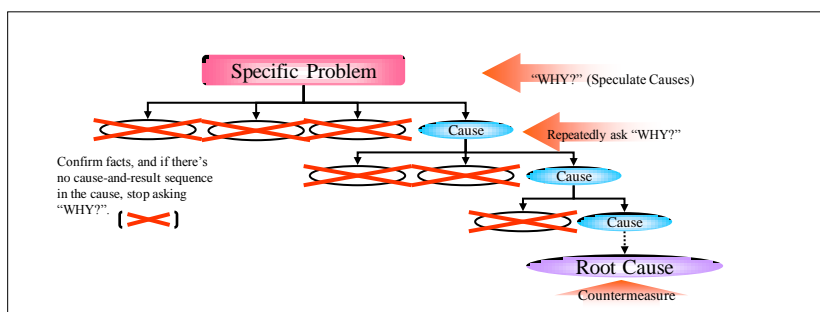 Specific Problem
“WHY?” (Speculate Causes)
Cause
Repeatedly ask “WHY?”
Confirm facts, and if there’s
no cause-and-result sequence
in the cause, stop asking
“WHY?”.
Cause
Cause
Root Cause
Countermeasure